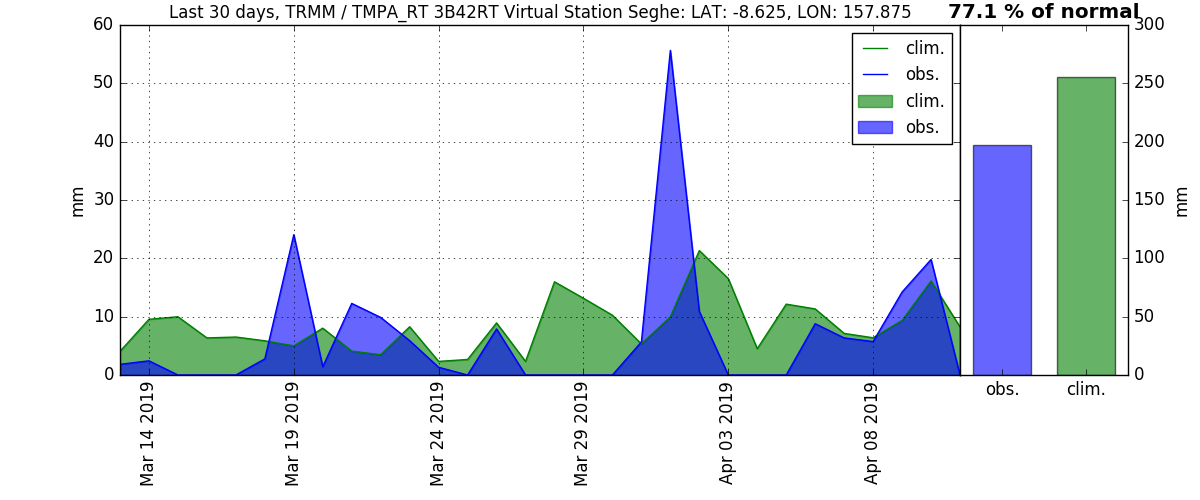 Last 30 days, TRMM / TMPA_RT 3B42RT Virtual Station Seghe: LAT: -8.625, LON: 157.875
77.1 % of normal
60
50
40
30
20
10
0
mm
clim.
obs.
clim.
obs.
Mar 14 2019
Mar 19 2019
Mar 24 2019
Mar 29 2019
Apr 03 2019
Apr 08 2019
300
250
200
150
100
50
0
mm
obs.
clim.